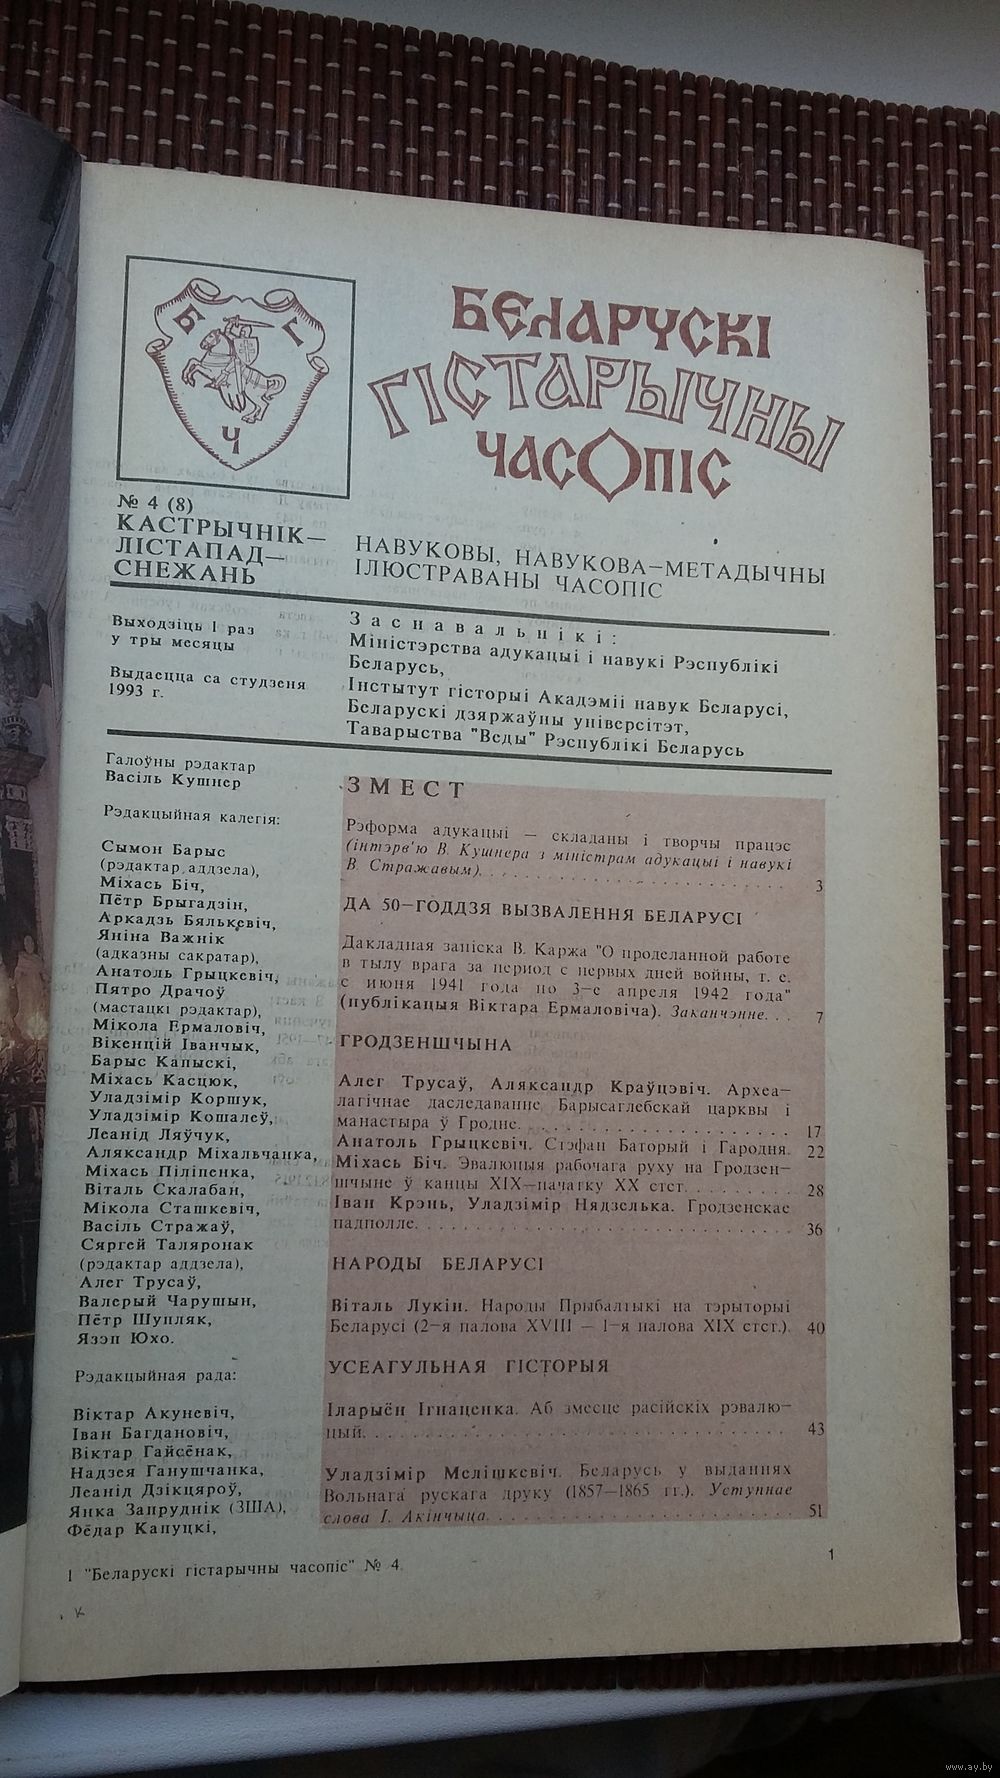 Б Г
Ч
БЕЛАРУСКІ
ГІСТАРЫЧНЫ
ЧАСОПІС
№ 4 (8)
КАСТРЫЧНІК—
ЛІСТАПАД—
СНЕЖАНЬ
НАВУКОВЫ, НАВУКОВА—МЕТАДЫЧНЫ
ІЛЮСТРАВАНЫ ЧАСОПІС
Выходзіць 1 раз
у тры месяцы
Выдаецца са студзеня
1993 г.
Заснавальнікі:
Міністэрства адукацыі і навукі Рэспублікі
Беларусь,
Інстытут гісторыі Акадэміі навук Беларусі,
Беларускі дзяржаўны універсітэт,
Таварыства "Веды" Рэспублікі Беларусь
Галоўны рэдактар
Васіль Кушнер
Рэдакцыйная калегія:
Сымон Барыс
(рэдактар аддзела),
Міхась Біч,
Пётр Брыгадзін,
Аркадзь Бялькевіч,
Яніна Важнік
(адказны сакратар),
Анатоль Грыцкевіч,
Пятро Драчоў
(мастацкі рэдактар),
Мікола Ермаловіч,
Вікенцій Іванчык,
Барыс Капыскі,
Міхась Касцюк,
Уладзімір Коршук,
Уладзімір Кошалеў,
Леанід Ляўчук,
Аляксандр Міхальчанка,
Міхась Піліпенка,
Віталь Скалабан,
Мікола Сташкевіч,
Васіль Стражаў,
Сяргей Таляронак
(рэдактар аддзела),
Алег Трусаў,
Валерый Чарушын,
Пётр Шупляк,
Язэп Юхо.
Рэдакцыйная рада:
Віктар Акуневіч,
Іван Багдановіч,
Віктар Гайсёнак,
Надзея Ганушчанка,
Леанід Дзікцяроў,
Янка Запруднік (ЗША),
Фёдар Капуцкі,
ЗМЕСТ
Рэформа адукацыі — складаны і творчы працэс
(інтэрв'ю В. Кушнера з міністрам адукацыі і навукі
В. Стражавым). . . . . . . . . . . . . . . . . . . . 3
ДА 50—ГОДДЗЯ ВЫЗВАЛЕННЯ БЕЛАРУСІ
Дакладная запіска В. Каржа "О проделанной работе
в тылу врага за период с первых дней войны, т. е.
с июня 1941 года по 3—е апреля 1942 года"
(публікацыя Віктара Ермаловіча). Заканчэнне. . . 7
ГРОДЗЕНШЧЫНА
Алег Трусаў, Аляксандр Краўцэвіч. Археа—
лагічнае даследаванне Барысаглебскай царквы і
манастыра ў Гродне. . . . . . . . . . . . . . . . . 17
Анатоль Грыцкевіч. Стэфан Баторый і Гародня. 22
Міхась Біч. Эвалюцыя рабочага руху на Гродзен—
шчыне ў канцы XIX—пачатку XX стст. . . . . . . . . 28
Іван Крэнь, Уладзімір Нядзелька. Гродзенскае
падполле. . . . . . . . . . . . . . . . . . . . . . 36
НАРОДЫ БЕЛАРУСІ
Віталь Лукін. Народы Прыбалтыкі на тэрыторыі
Беларусі (2—я палова XVIII — 1—я палова XIX стст.). 40
УСЕАГУЛЬНАЯ ГІСТОРЫЯ
Іларыён Ігнаценка. Аб змесце расійскіх рэвалю—
цый. . . . . . . . . . . . . . . . . . . . . . . . 43
Уладзімір Мелішкевіч. Беларусь у выданнях
Вольнага рускага друку (1857—1865 гг.). Уступнае
слова І. Акінчыца. . . . . . . . . . . . . . . . . 51
1 "Беларускі гістарычны часопіс" № 4
1
www.ay.by